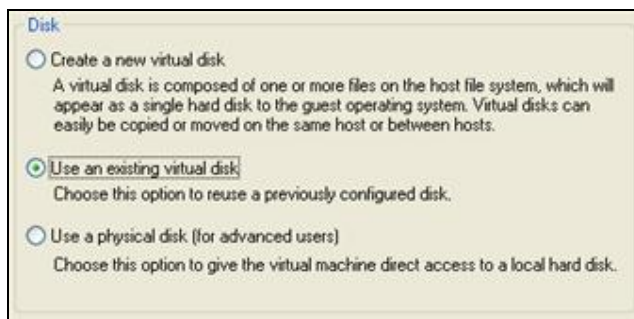 Disk
Create a new virtual disk
A virtual disk is composed of one or more files on the host file system, which will
appear as a single hard disk to the guest operating system. Virtual disks can
easily be copied or moved on the same host or between hosts.
Use an existing virtual disk
Choose this option to reuse a previously configured disk.
Use a physical disk (for advanced users)
Choose this option to give the virtual machine direct access to a local hard disk.